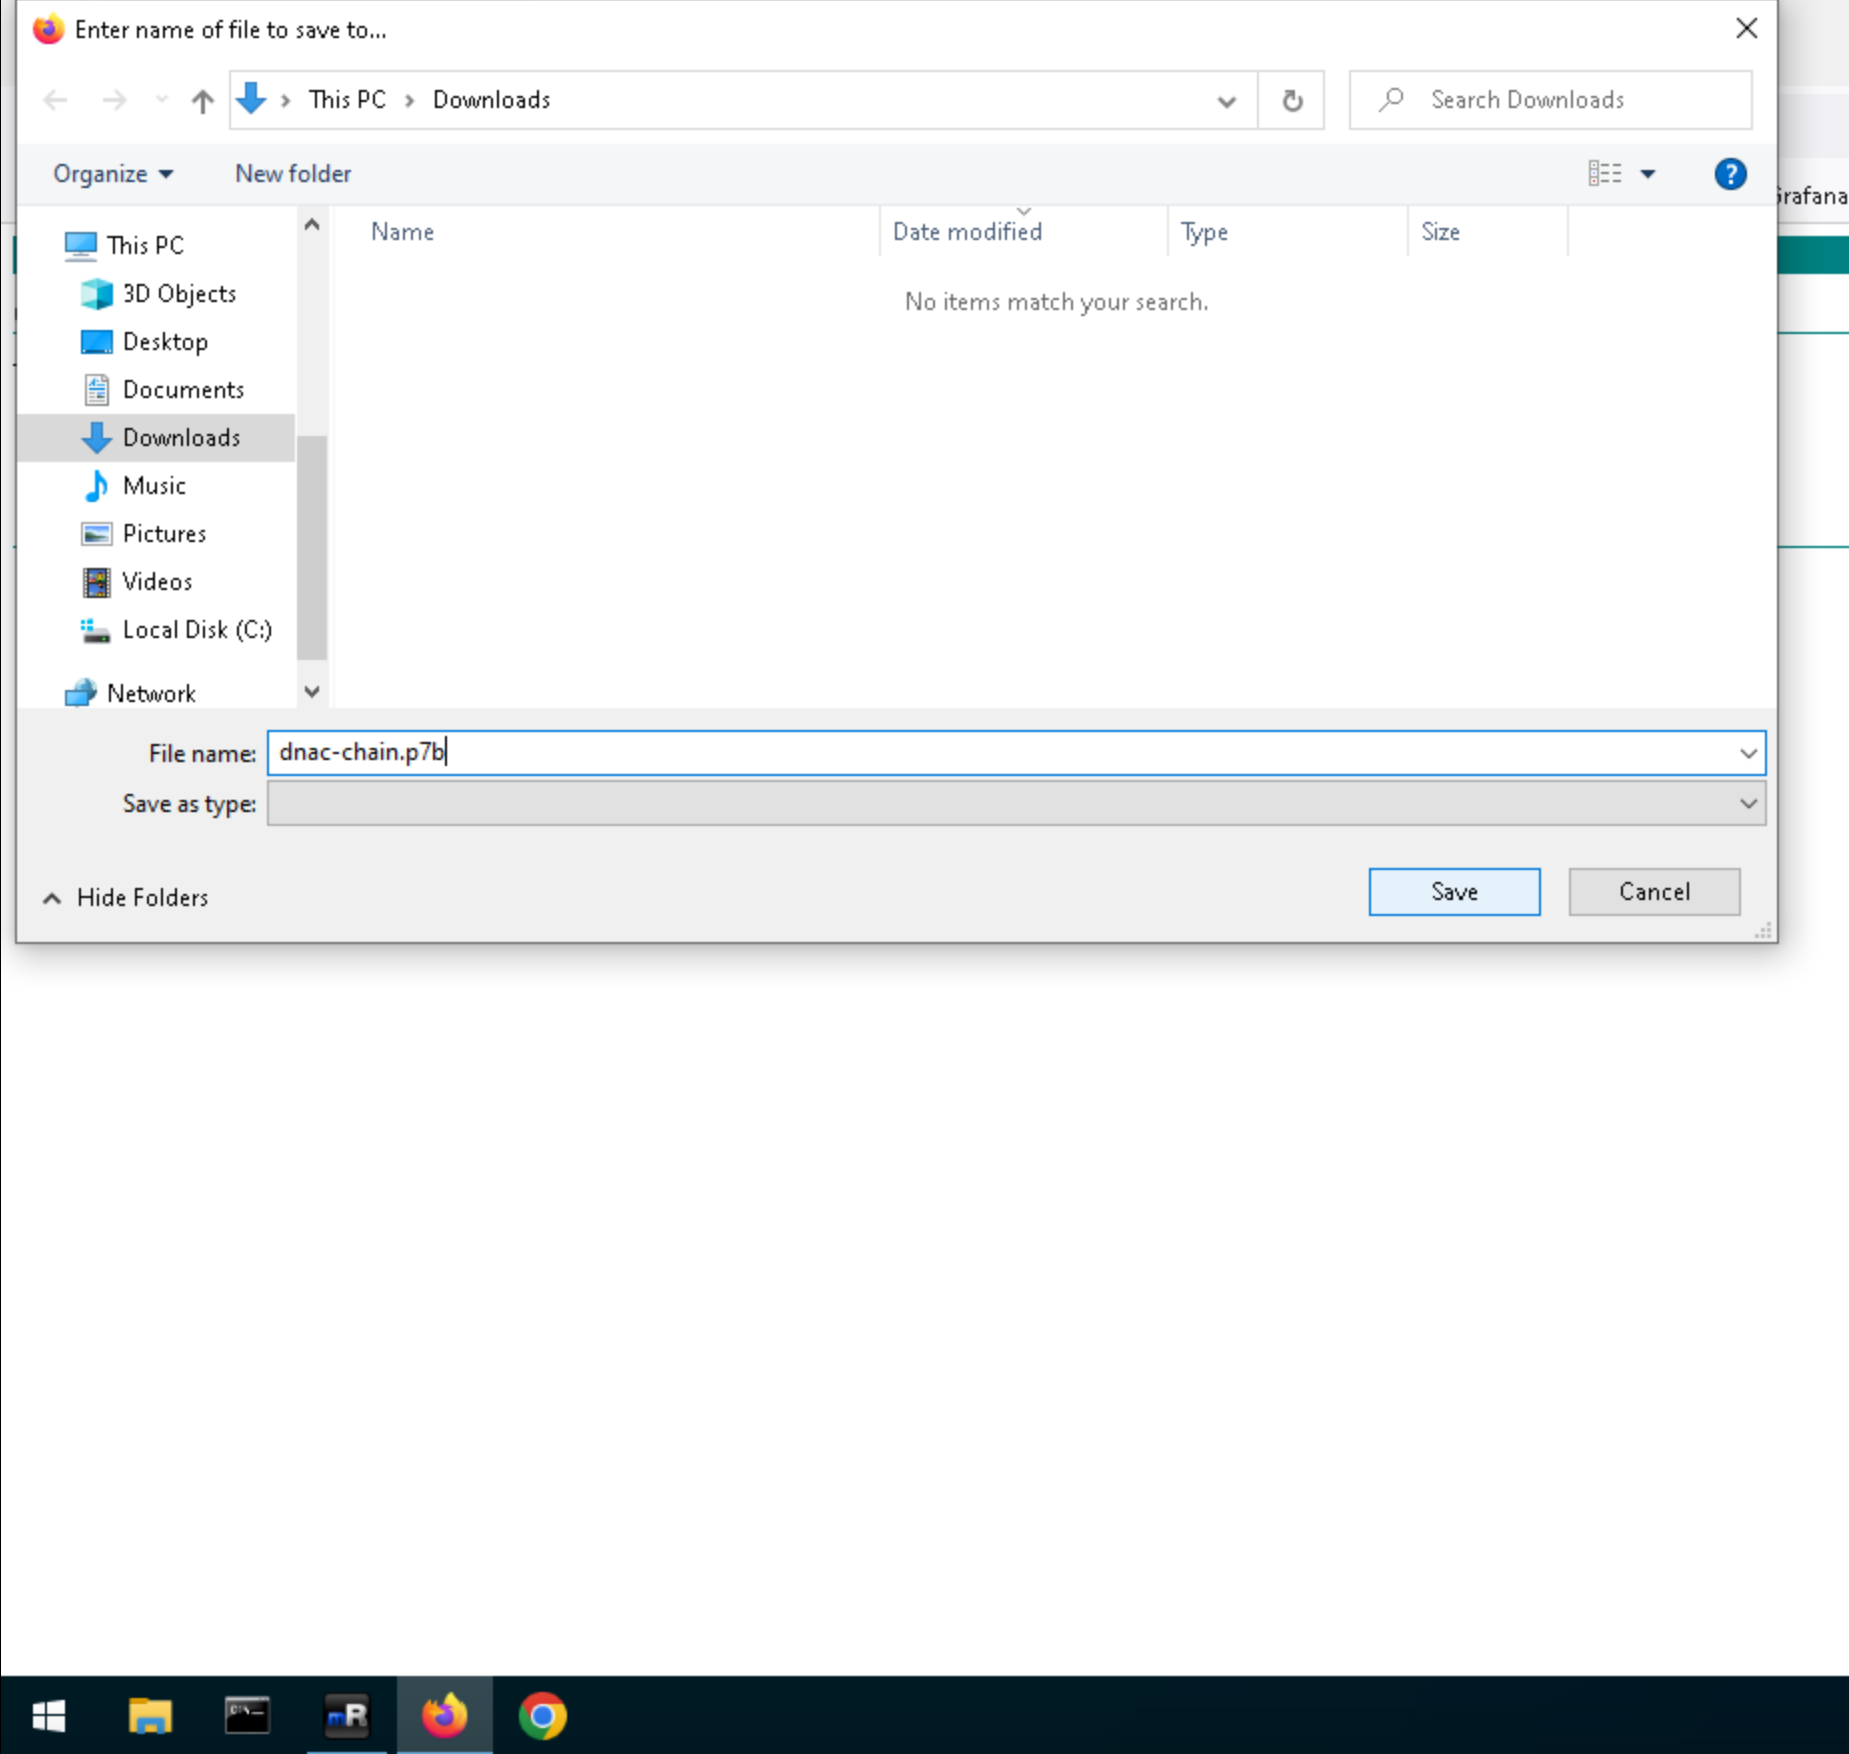 Enter name of file to save to...
This PC > Downloads
Search Downloads
Organize
New folder
Grafana
This PC
3D Objects
Desktop
Documents
Downloads
Music
Pictures
Videos
Local Disk (C:)
Network
Name
Date modified
Type
Size
No items match your search.
File name: dnac-chain.p7b
Save as type:
Hide Folders
Save
Cancel